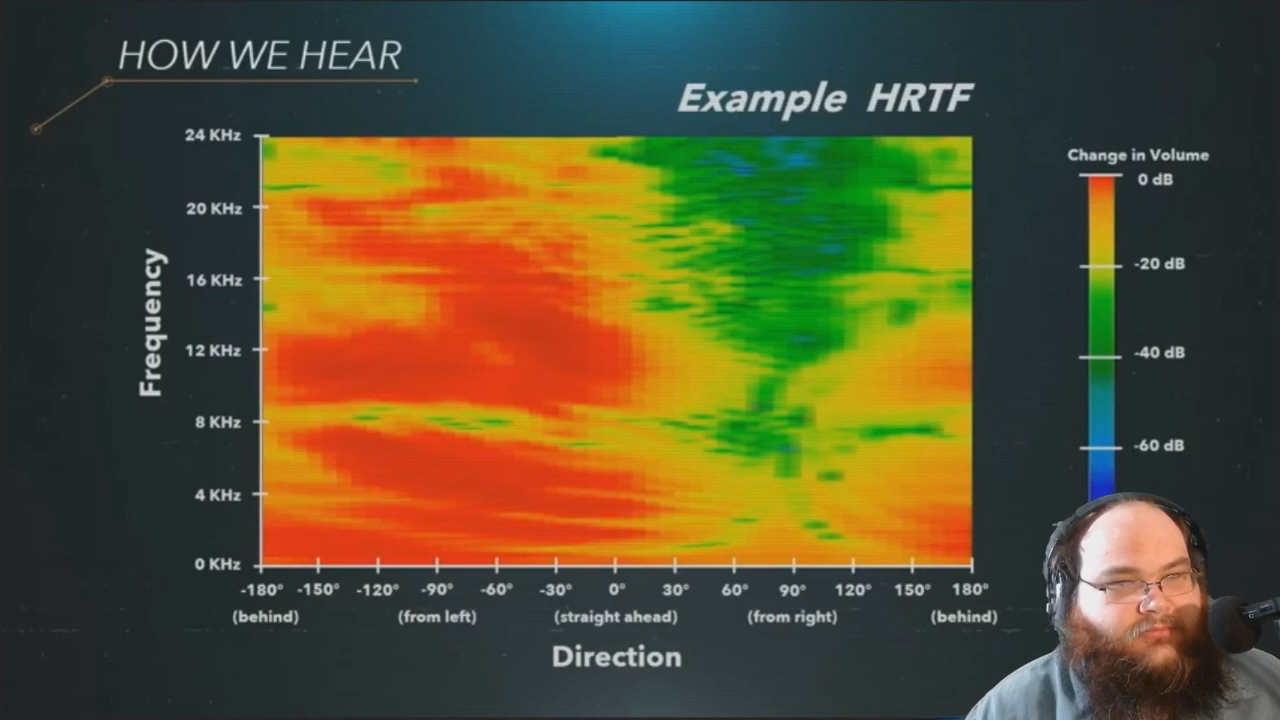 HOW WE HEAR
Example HRTF
Change in Volume
0 dB
-20 dB
-40 dB
-60 dB
Frequency
24 KHz
20 KHz
16 KHz
12 KHz
8 KHz
4 KHz
0 KHz
-180° -150° -120° -90° -60° -30° 0° 30° 60° 90° 120° 150° 180°
(behind) (from left) (straight ahead) (from right) (behind)
Direction